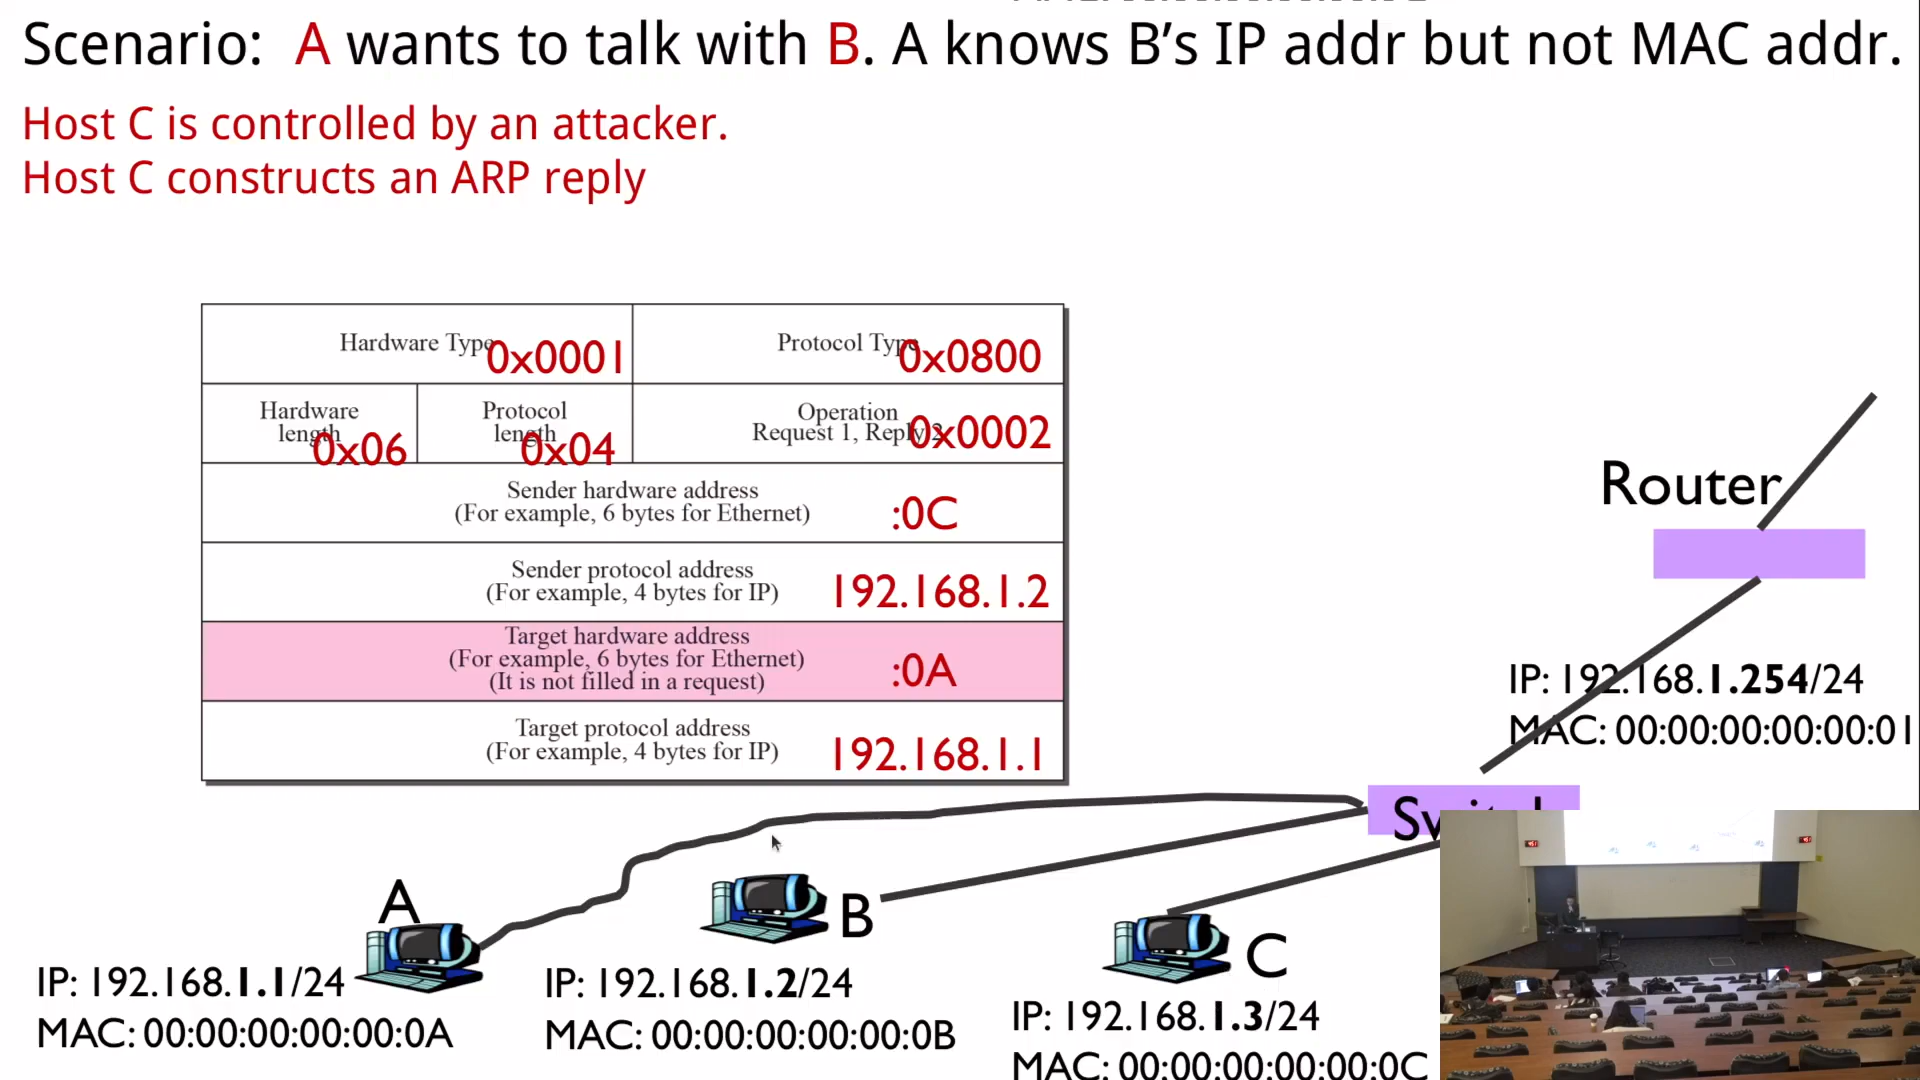 Scenario: A wants to talk with B. A knows B's IP addr but not MAC addr.
Host C is controlled by an attacker.
Host C constructs an ARP reply
Hardware Type 0x0001
Protocol Type 0x0800
Hardware
length 0x06
Protocol
length 0x04
Operation
Request 1, Reply 2 0x0002
Sender hardware address
(For example, 6 bytes for Ethernet) :0C
Sender protocol address
(For example, 4 bytes for IP) 192.168.1.2
Target hardware address
(For example, 6 bytes for Ethernet)
(It is not filled in a request) :0A
Target protocol address
(For example, 4 bytes for IP) 192.168.1.1
Router
IP: 192.168.1.254/24
MAC: 00:00:00:00:00:01
A
IP: 192.168.1.1/24
MAC: 00:00:00:00:00:0A
B
IP: 192.168.1.2/24
MAC: 00:00:00:00:00:0B
C
IP: 192.168.1.3/24
MAC: 00:00:00:00:00:0C